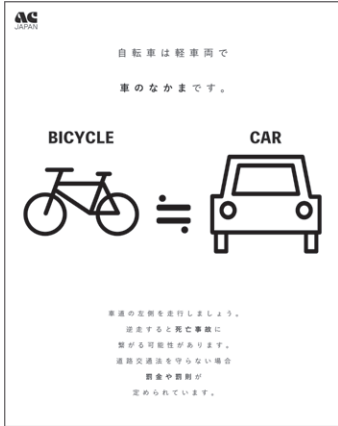 AC
JAPAN
自転車は軽車両で
車のなかまです。
BICYCLE
CAR
≒
車道の左側を走行しましょう。
逆走すると死亡事故に
繋がる可能性があります。
道路交通法を守らない場合
罰金や罰則が
定められています。